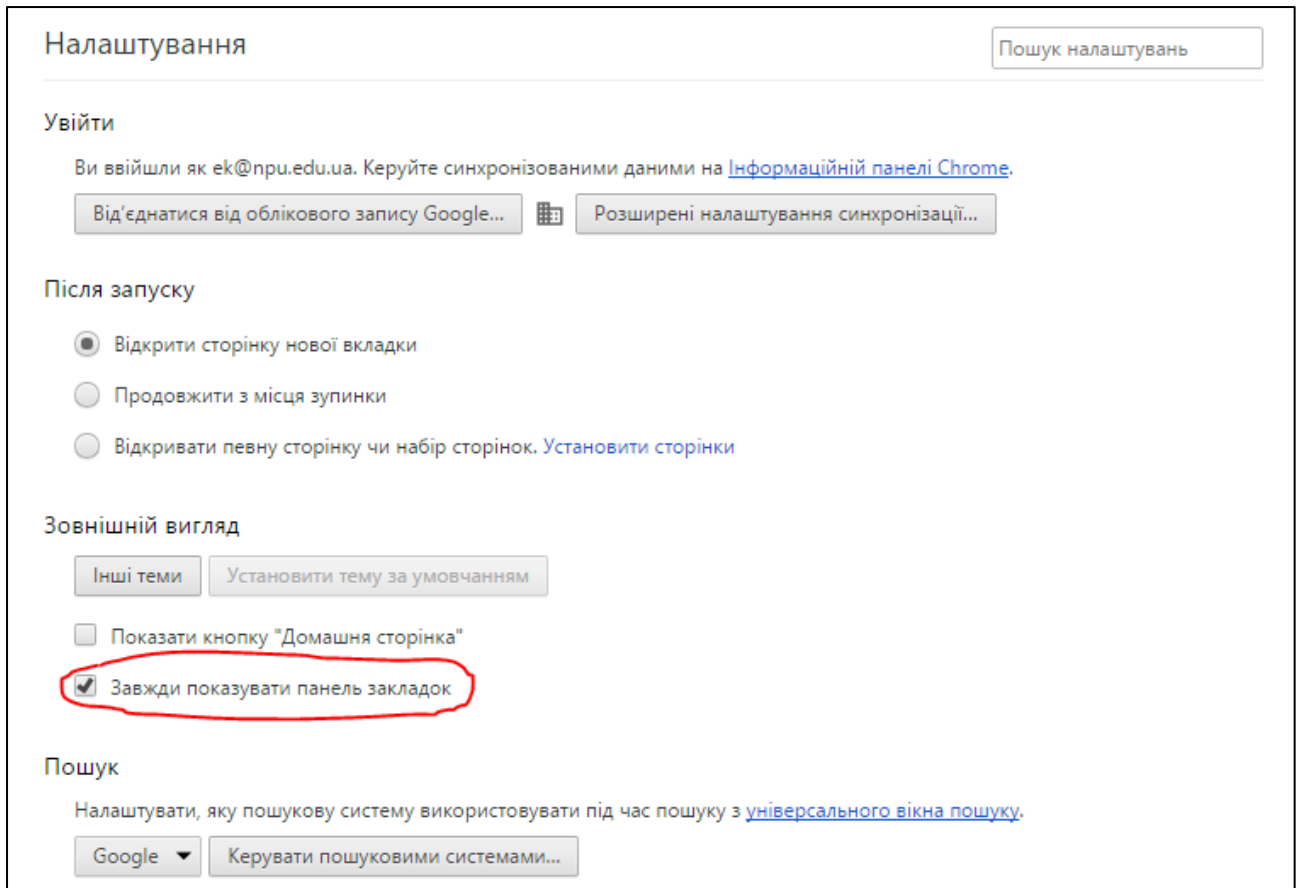 Налаштування
Пошук налаштувань
Увійти
Ви ввійшли як ek@npu.edu.ua. Керуйте синхронізованими даними на Інформаційній панелі Chrome.
Від’єднатися від облікового запису Google... Розширені налаштування синхронізації...
Після запуску
Відкрити сторінку нової вкладки
Продовжити з місця зупинки
Відкривати певну сторінку чи набір сторінок. Установити сторінки
Зовнішній вигляд
Інші теми Установити тему за умовчанням
Показати кнопку "Домашня сторінка"
Завжди показувати панель закладок
Пошук
Налаштувати, яку пошукову систему використовувати під час пошуку з універсального вікна пошуку.
Google Керувати пошуковими системами...